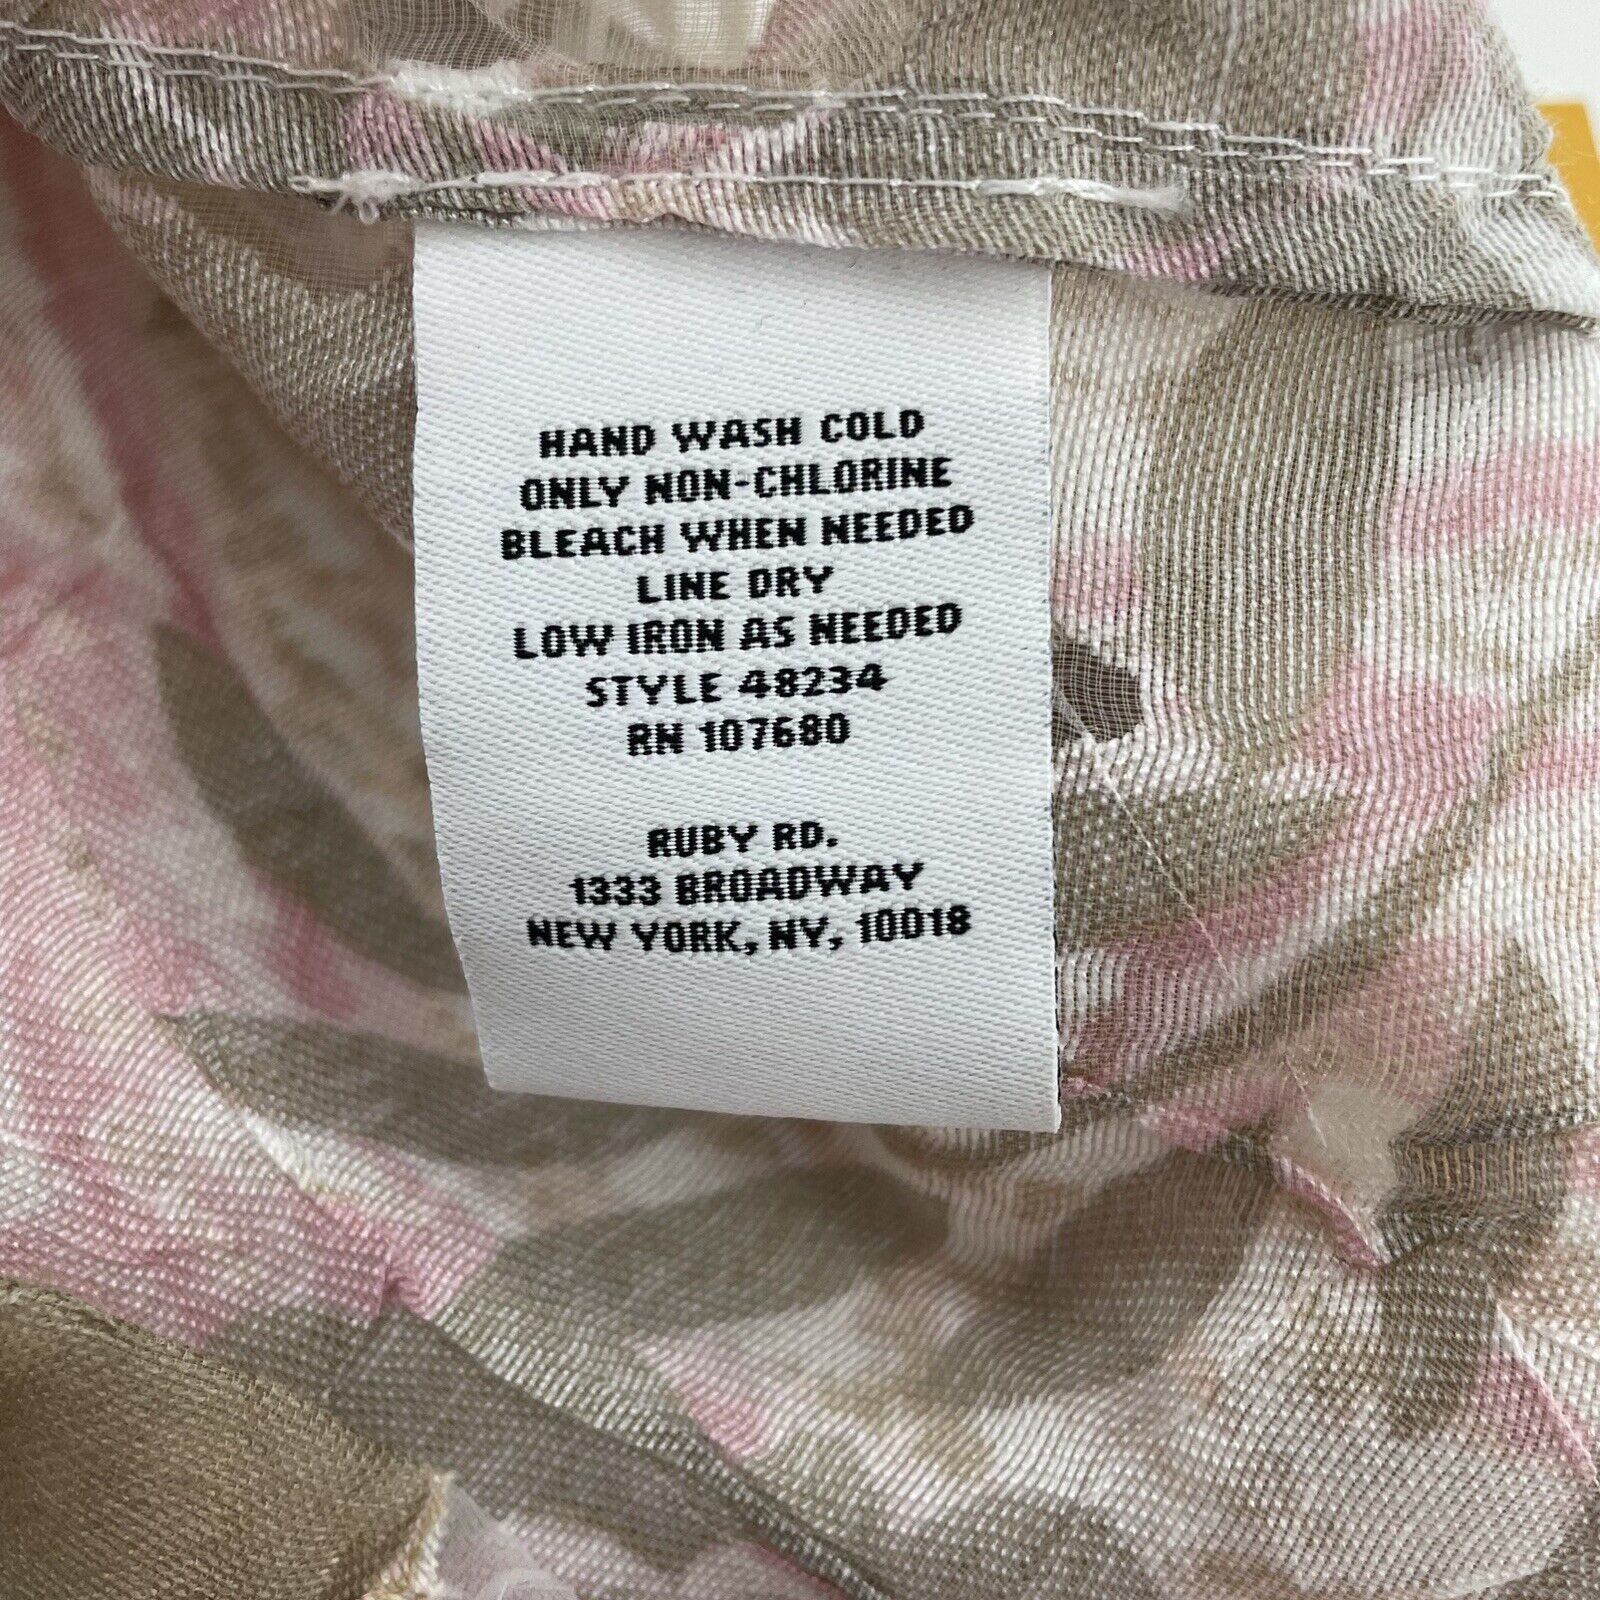 HAND WASH COLD
ONLY NON-CHLORINE
BLEACH WHEN NEEDED
LINE DRY
LOW IRON AS NEEDED
STYLE 48234
RN 107680
RUBY RD.
1333 BROADWAY
NEW YORK, NY, 10018